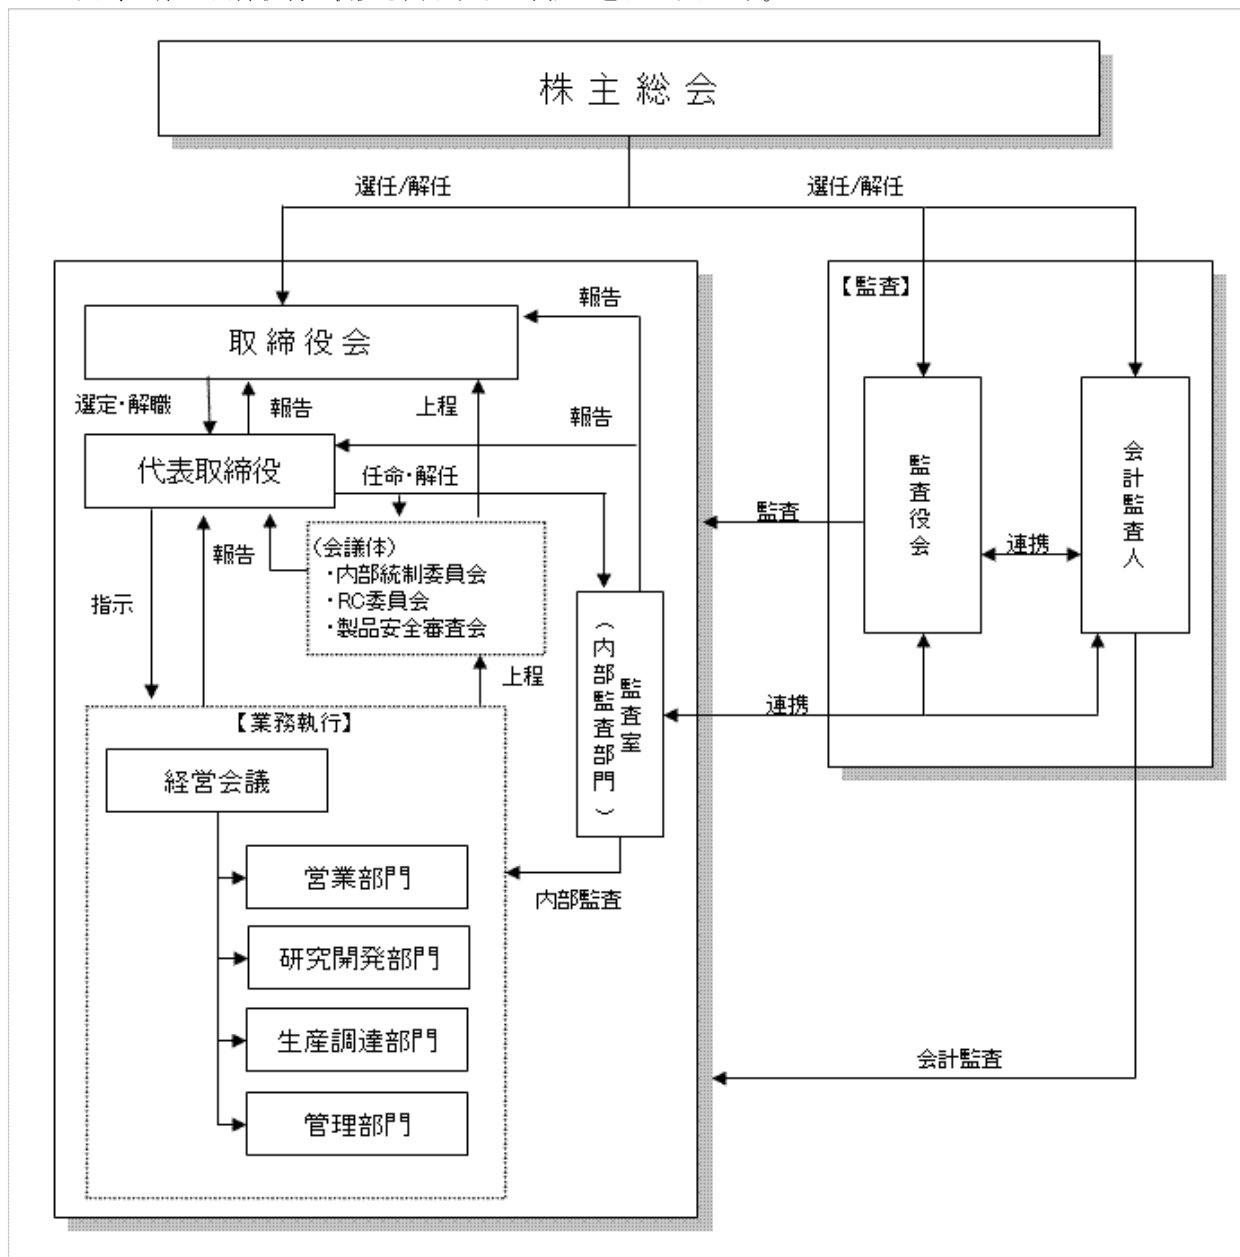 株主総会
選任/解任
選任/解任
【監査】
報告
取締役会
選定・解職
報告
上程
報告
代表取締役
任命・解任
監査役会
会計監査人
監査
連携
(会議体)
・内部統制委員会
・RC委員会
・製品安全審査会
報告
指示
上程
監査室
(内部監査部門)
連携
【業務執行】
経営会議
営業部門
内部監査
研究開発部門
生産調達部門
会計監査
管理部門